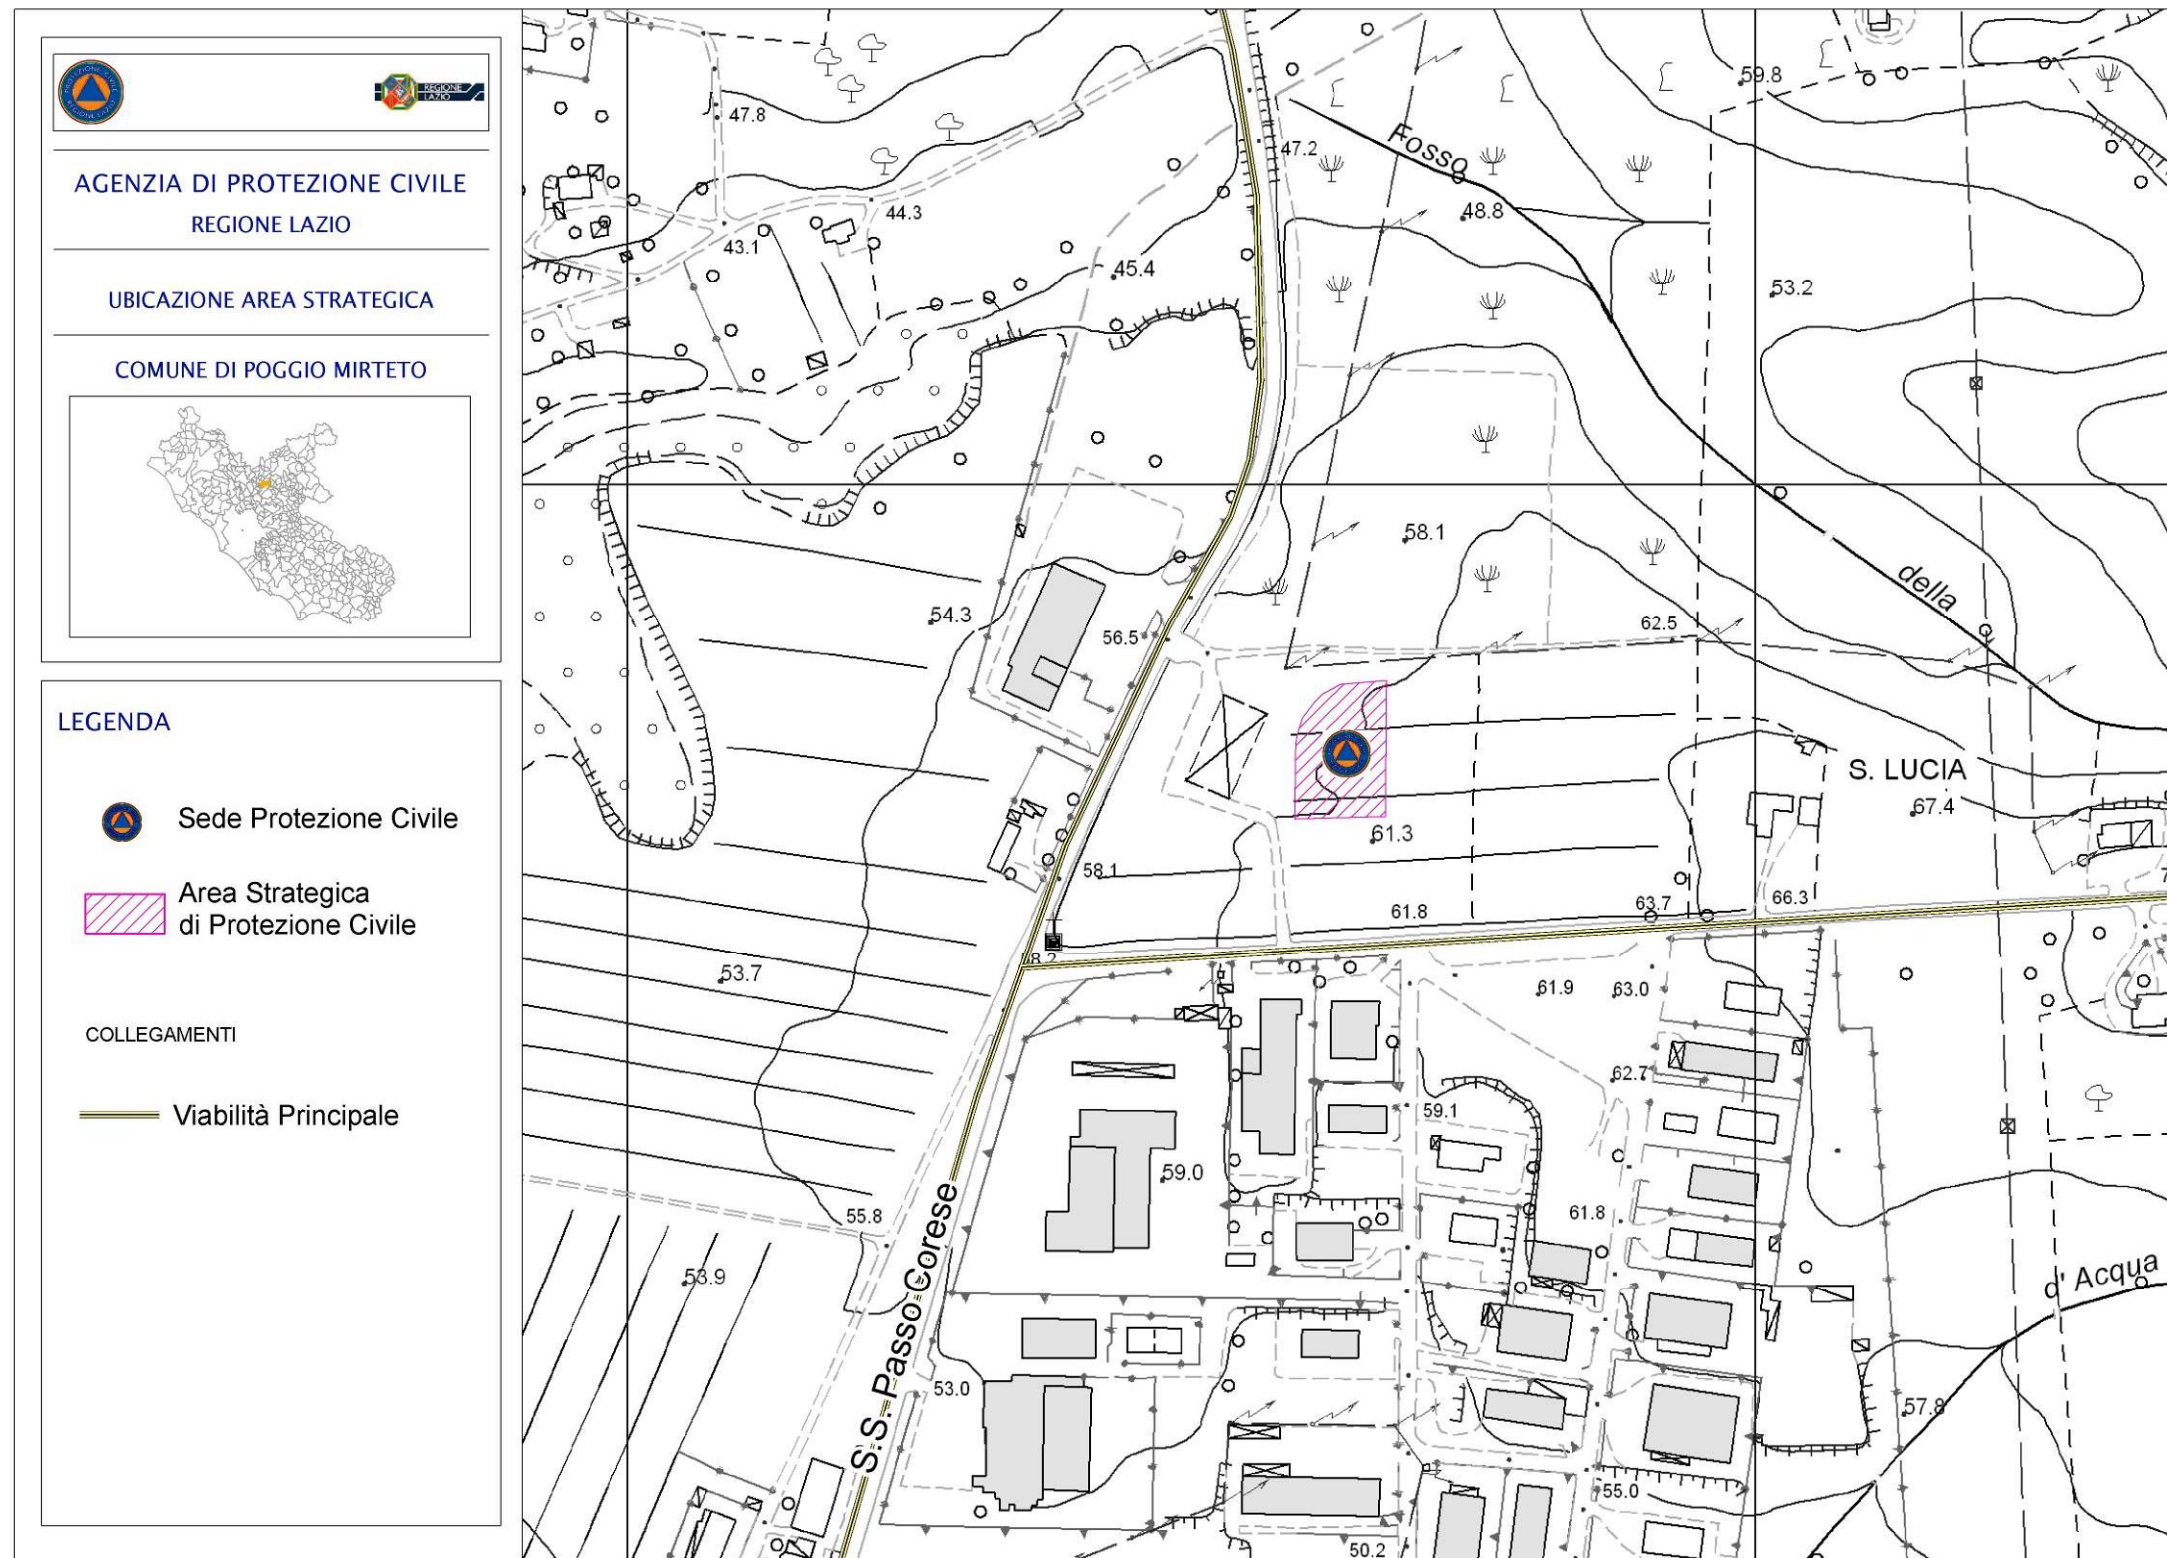 PROTEZIONE CIVILE
REGIONE LAZIO
REGIONE
LAZIO
AGENZIA DI PROTEZIONE CIVILE
REGIONE LAZIO
UBICAZIONE AREA STRATEGICA
COMUNE DI POGGIO MIRTETO
LEGENDA
Sede Protezione Civile
Area Strategica
di Protezione Civile
COLLEGAMENTI
Viabilità Principale
59.8
47.8
47.2
Fosso
44.3
48.8
43.1
45.4
53.2
58.1
della
54.3
56.5
62.5
S. LUCIA
67.4
61.3
58.1
61.8
63.7
66.3
53.7
61.9
63.0
62.7
59.1
59.0
55.8
61.8
53.9
d' Acqua
S.S. Passo Corese
53.0
57.8
55.0
50.2